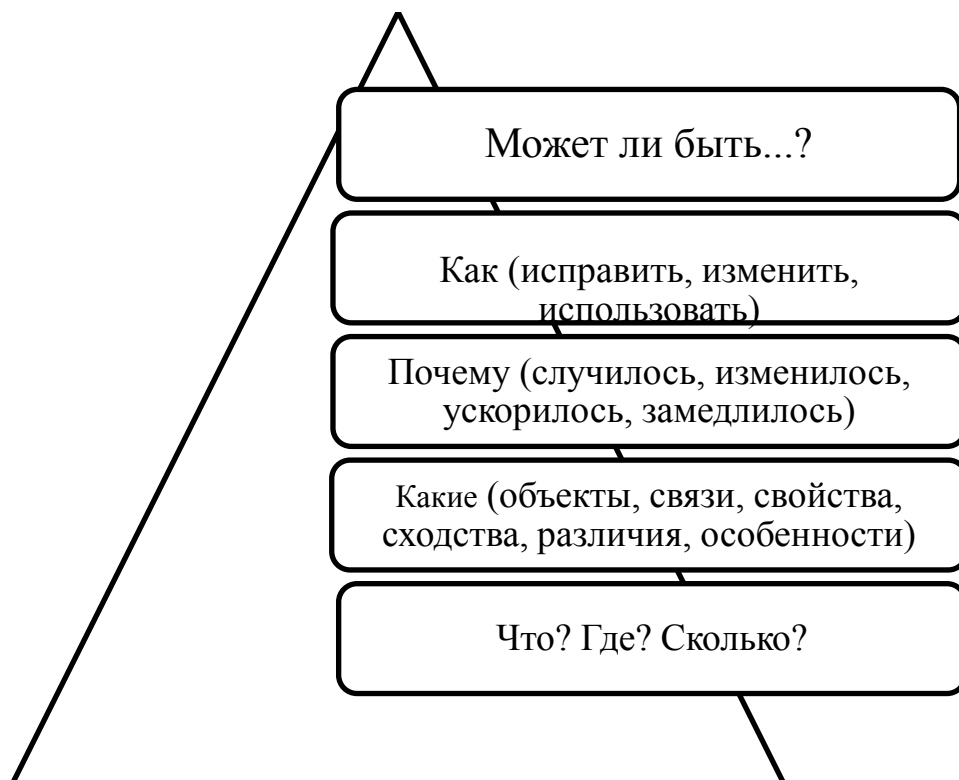 Может ли быть...?
Как (исправить, изменить,
использовать)
Почему (случилось, изменилось,
ускорилось, замедлилось)
Какие (объекты, связи, свойства,
сходства, различия, особенности)
Что? Где? Сколько?